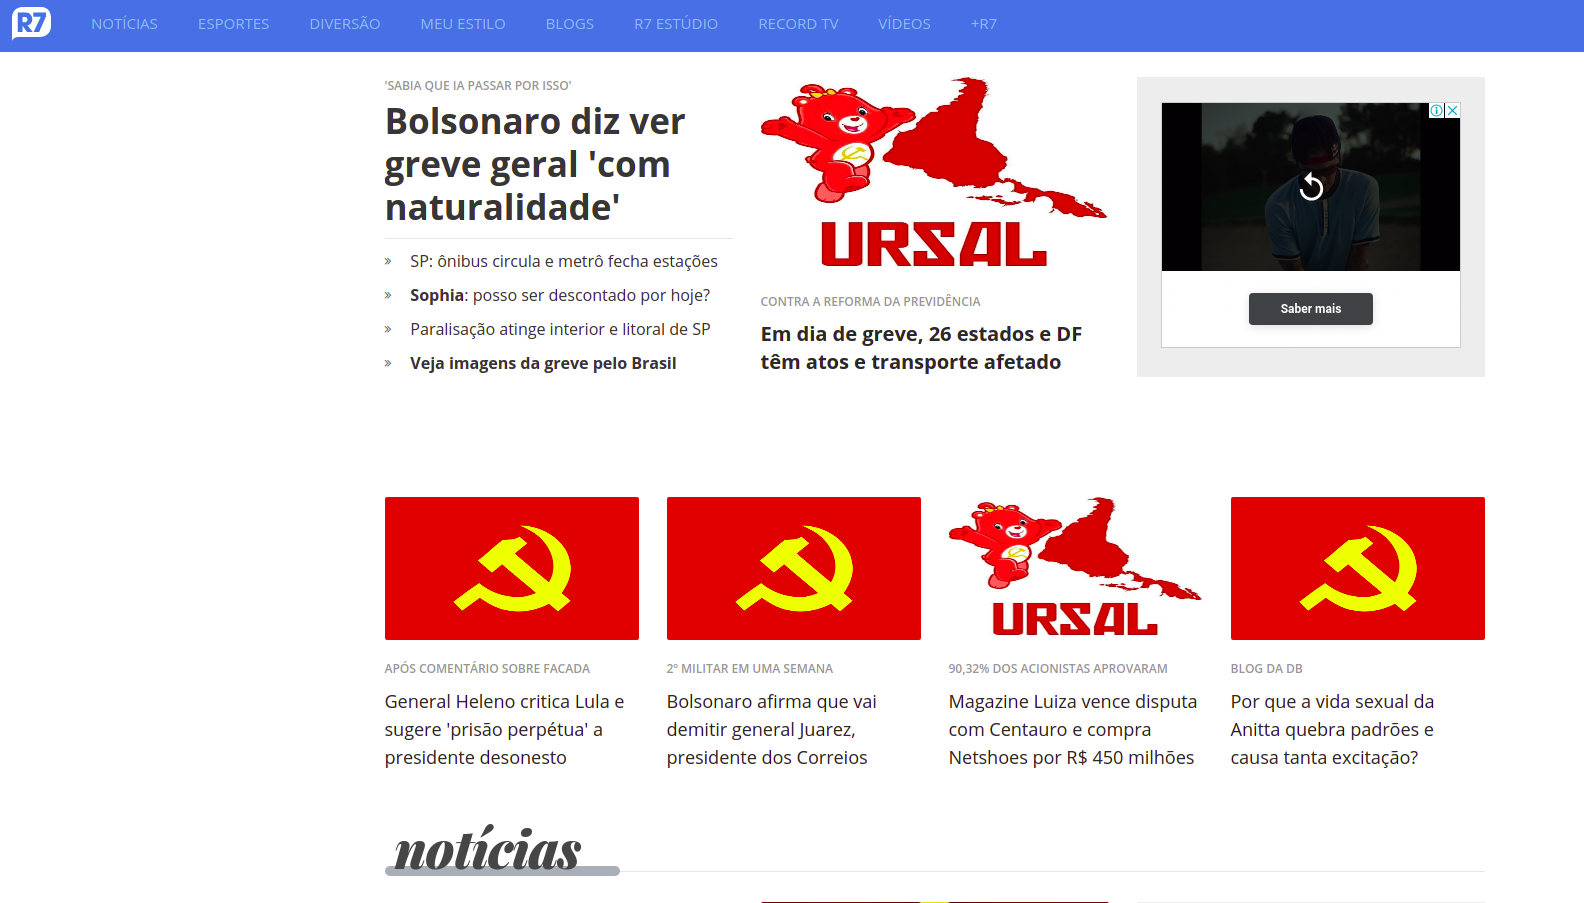 R7
NOTÍCIAS
ESPORTES
DIVERSÃO
MEU ESTILO
BLOGS
R7 ESTÚDIO
RECORD TV
VÍDEOS
+R7
'SABIA QUE IA PASSAR POR ISSO'
Bolsonaro diz ver
greve geral 'com
naturalidade'
» SP: ônibus circula e metrô fecha estações
» Sophia: posso ser descontado por hoje?
» Paralisação atinge interior e litoral de SP
» Veja imagens da greve pelo Brasil
URSAL
CONTRA A REFORMA DA PREVIDÊNCIA
Em dia de greve, 26 estados e DF
têm atos e transporte afetado
Saber mais
APÓS COMENTÁRIO SOBRE FACADA
General Heleno critica Lula e
sugere 'prisão perpétua' a
presidente desonesto
2º MILITAR EM UMA SEMANA
Bolsonaro afirma que vai
demitir general Juarez,
presidente dos Correios
URSAL
90,32% DOS ACIONISTAS APROVARAM
Magazine Luiza vence disputa
com Centauro e compra
Netshoes por R$ 450 milhões
BLOG DA DB
Por que a vida sexual da
Anitta quebra padrões e
causa tanta excitação?
notícias